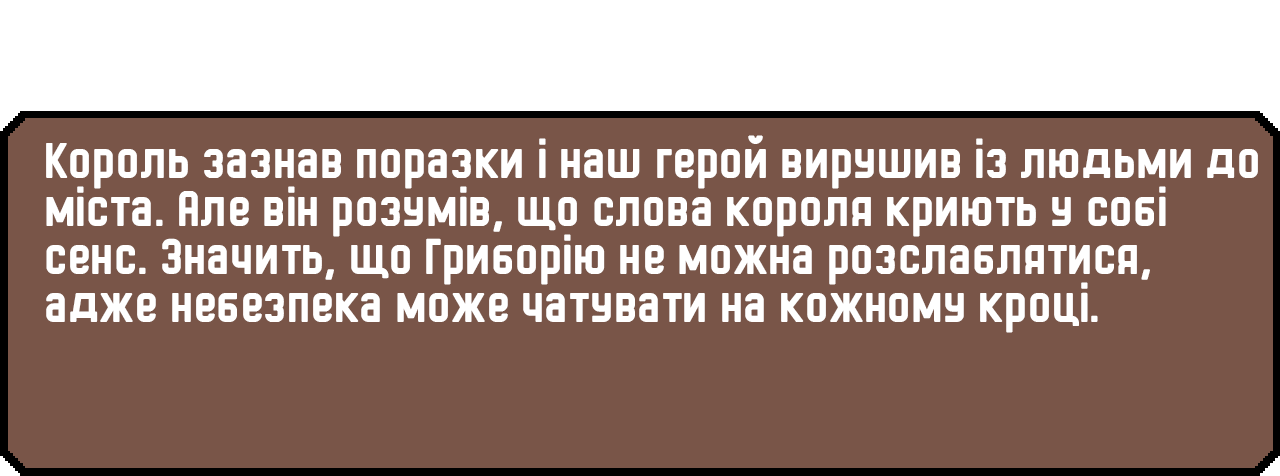 Король зазнав поразки і наш герой вирушив із людьми до
міста. Але він розумів, що слова короля криють у собі
сенс. Значить, що Гриборію не можна розслаблятися,
адже небезпека може чатувати на кожному кроці.